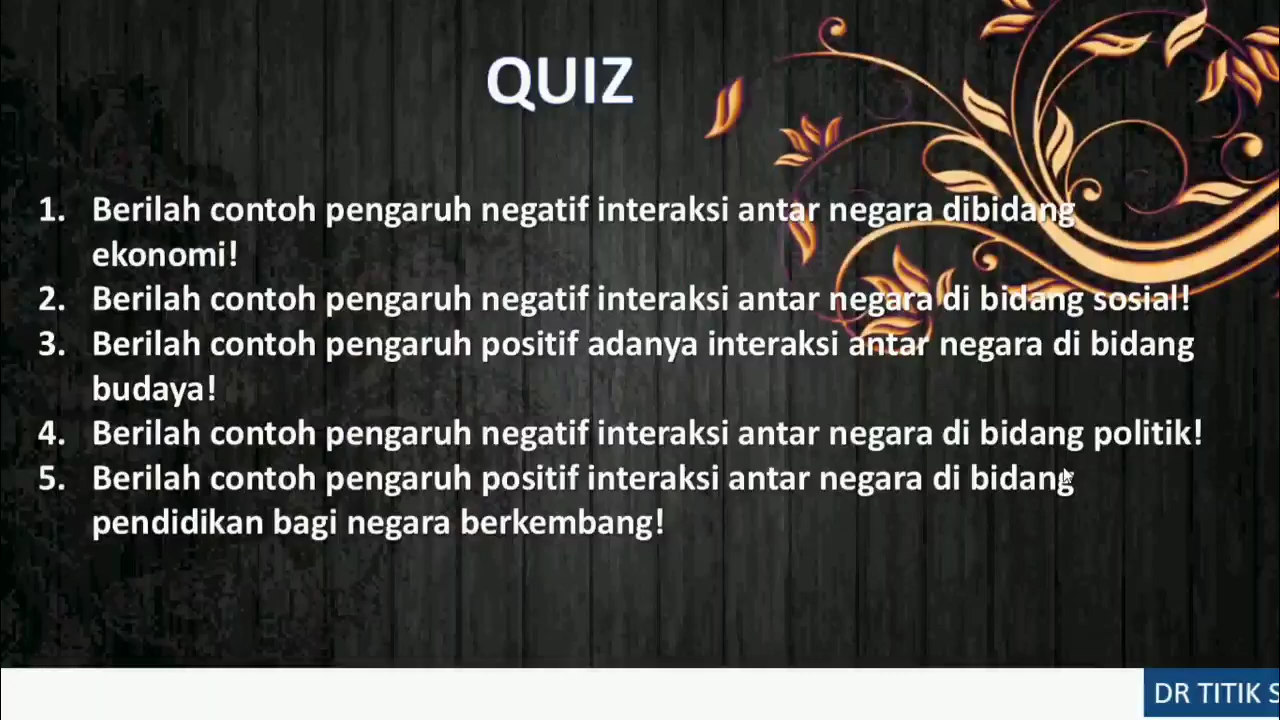 QUIZ
1. Berilah contoh pengaruh negatif interaksi antar negara dibidang
ekonomi!
2. Berilah contoh pengaruh negatif interaksi antar negara di bidang sosial!
3. Berilah contoh pengaruh positif adanya interaksi antar negara di bidang
budaya!
4. Berilah contoh pengaruh negatif interaksi antar negara di bidang politik!
5. Berilah contoh pengaruh positif interaksi antar negara di bidang
pendidikan bagi negara berkembang!
DR TITIK S